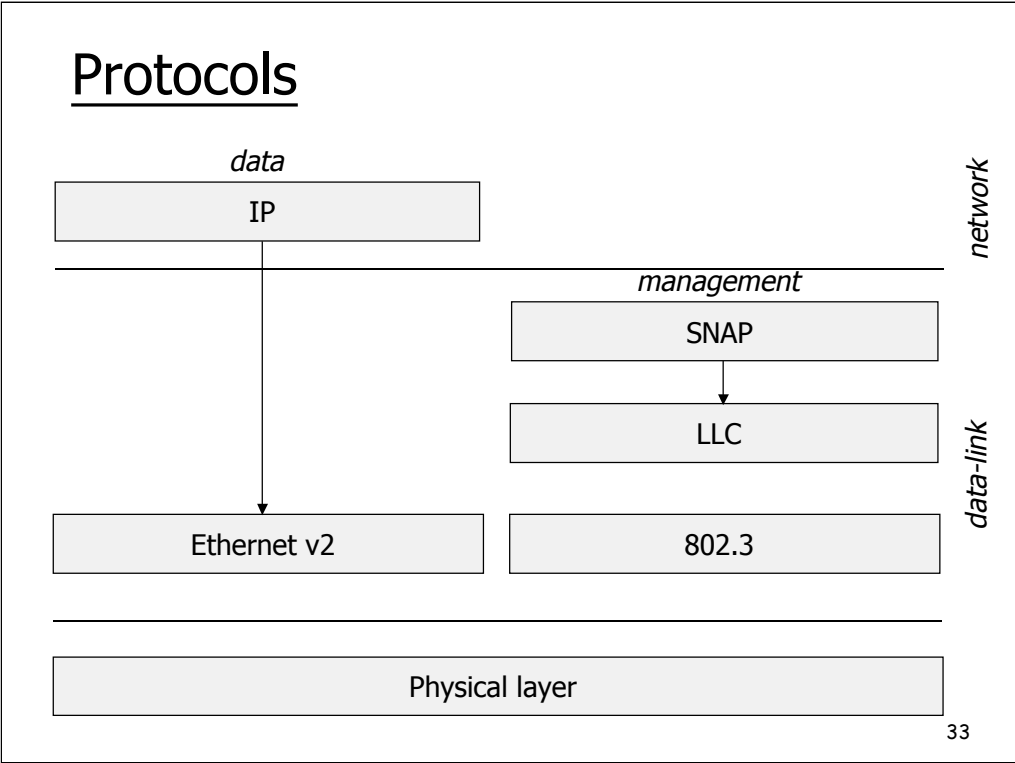 Protocols
data
IP
network
management
SNAP
LLC
data-link
Ethernet v2
802.3
Physical layer
33